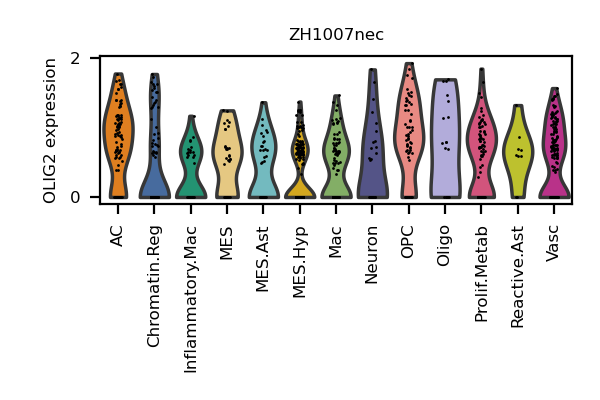 ZH1007nec
OLIG2 expression
2
0
AC
Chromatin.Reg
Inflammatory.Mac
MES
MES.Ast
MES.Hyp
Mac
Neuron
OPC
Oligo
Prolif.Metab
Reactive.Ast
Vasc